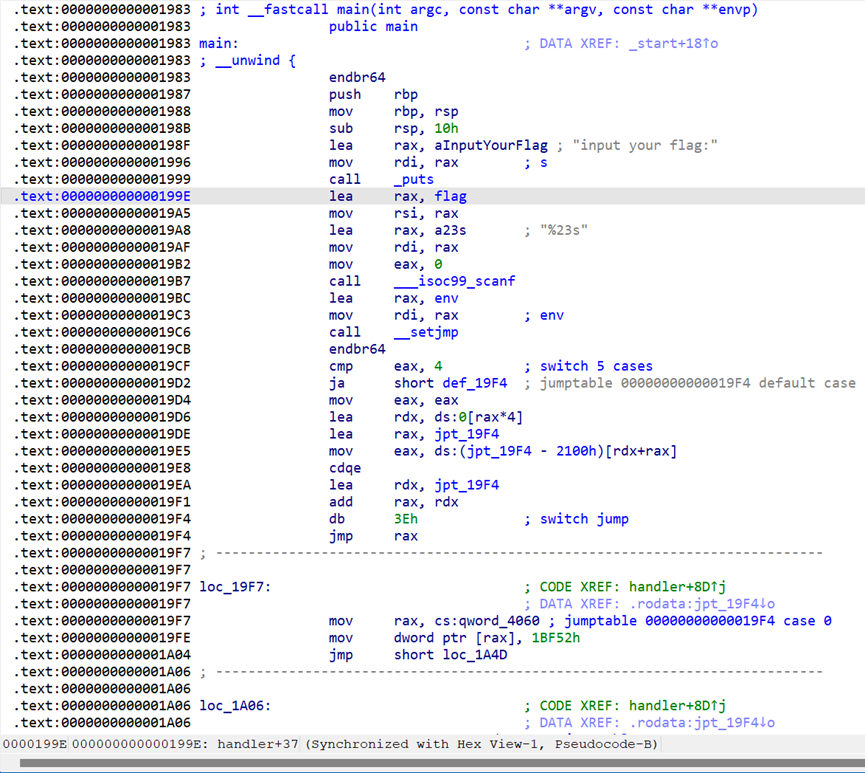 .text:0000000000001983 ; int __fastcall main(int argc, const char **argv, const char **envp)
.text:0000000000001983 public main
.text:0000000000001983 main: ; DATA XREF: _start+18↑o
.text:0000000000001983 ; __unwind {
.text:0000000000001983 endbr64
.text:0000000000001987 push rbp
.text:0000000000001988 mov rbp, rsp
.text:000000000000198B sub rsp, 10h
.text:000000000000198F lea rax, aInputYourFlag ; "input your flag:"
.text:0000000000001996 mov rdi, rax ; s
.text:0000000000001999 call _puts
.text:000000000000199E lea rax, flag
.text:00000000000019A5 mov rsi, rax
.text:00000000000019A8 lea rax, a23s ; "%23s"
.text:00000000000019AF mov rdi, rax
.text:00000000000019B2 mov eax, 0
.text:00000000000019B7 call ___isoc99_scanf
.text:00000000000019BC lea rax, env
.text:00000000000019C3 mov rdi, rax ; env
.text:00000000000019C6 call __setjmp
.text:00000000000019CB endbr64
.text:00000000000019CF cmp eax, 4 ; switch 5 cases
.text:00000000000019D2 ja short def_19F4 ; jumptable 00000000000019F4 default case
.text:00000000000019D4 mov eax, eax
.text:00000000000019D6 lea rdx, ds:0[rax*4]
.text:00000000000019DE lea rax, jpt_19F4
.text:00000000000019E5 mov eax, ds:(jpt_19F4 - 2100h)[rdx+rax]
.text:00000000000019E8 cdqe
.text:00000000000019EA lea rdx, jpt_19F4
.text:00000000000019F1 add rax, rdx
.text:00000000000019F4 db 3Eh ; switch jump
.text:00000000000019F4 jmp rax
.text:00000000000019F7 ; ---------------------------------------------------------------------------
.text:00000000000019F7
.text:00000000000019F7 loc_19F7: ; CODE XREF: handler+8D↑j
.text:00000000000019F7 ; DATA XREF: .rodata:jpt_19F4↓o
.text:00000000000019F7 mov rax, cs:qword_4060 ; jumptable 00000000000019F4 case 0
.text:00000000000019FE mov dword ptr [rax], 1BF52h
.text:0000000000001A04 jmp short loc_1A4D
.text:0000000000001A06 ; ---------------------------------------------------------------------------
.text:0000000000001A06
.text:0000000000001A06 loc_1A06: ; CODE XREF: handler+8D↑j
.text:0000000000001A06 ; DATA XREF: .rodata:jpt_19F4↓o
0000199E 000000000000199E: handler+37 (Synchronized with Hex View-1, Pseudocode-B)